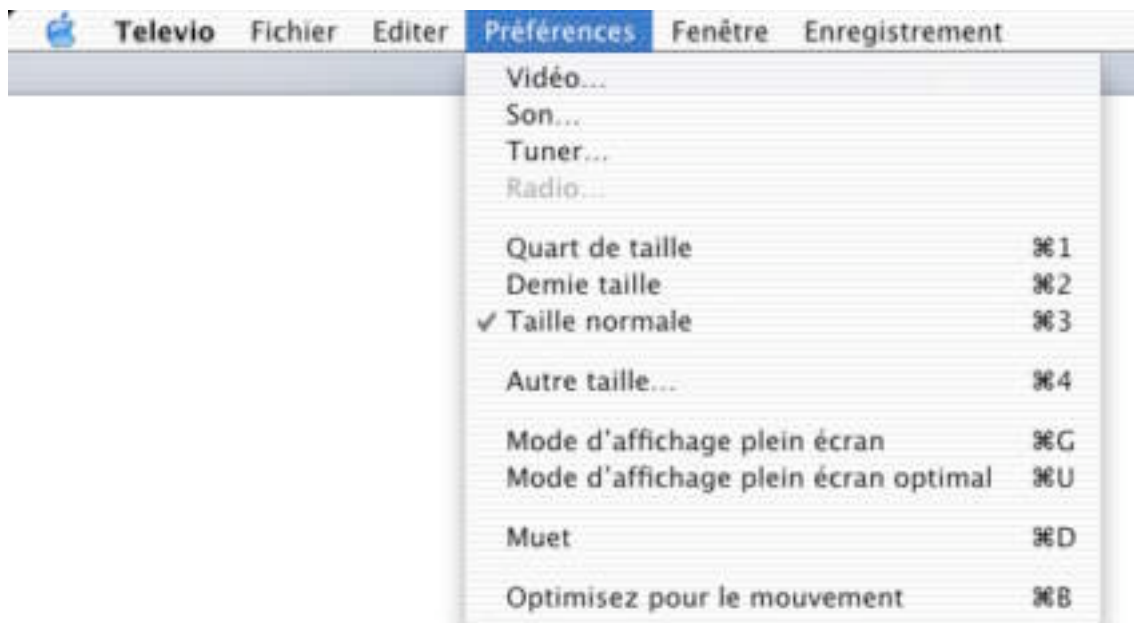 Televio Fichier Editer Préférences Fenêtre Enregistrement
Vidéo...
Son...
Tuner...
Radio...
Quart de taille ⌘1
Demie taille ⌘2
✓ Taille normale ⌘3
Autre taille... ⌘4
Mode d'affichage plein écran ⌘G
Mode d'affichage plein écran optimal ⌘U
Muet ⌘D
Optimisez pour le mouvement ⌘B